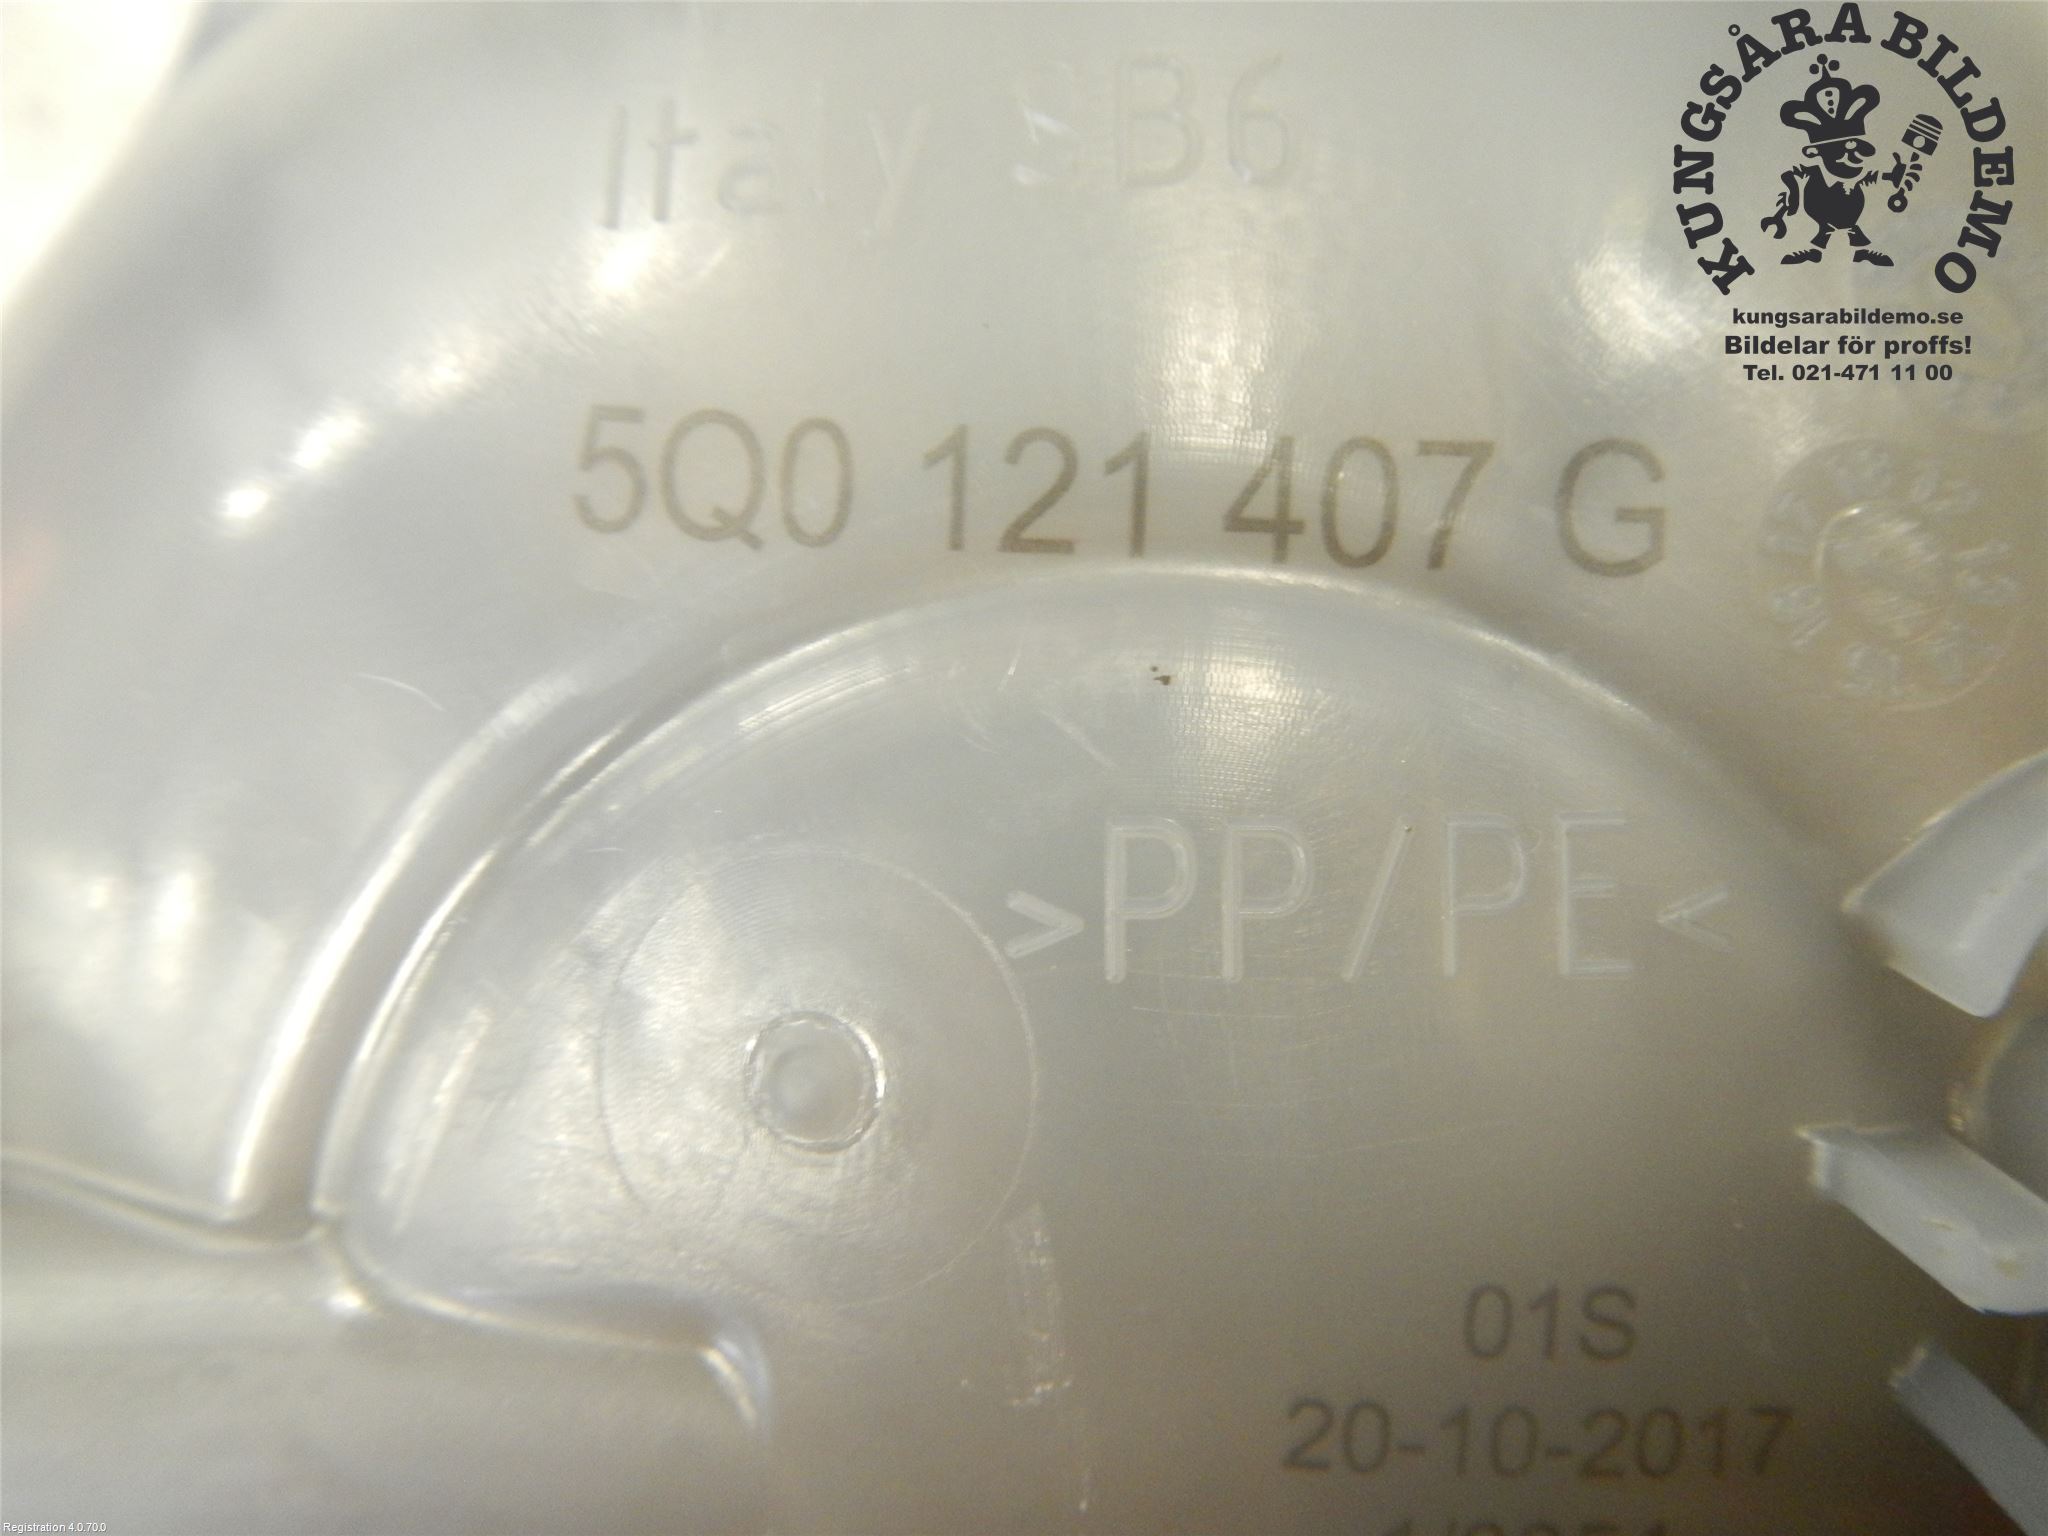 KUNGSÅRA BILDEMO
kungsarabildemo.se
Bildelar för proffs!
Tel. 021-471 11 00
Italy B6
5Q0 121 407 G
>PP/PE<
01S
20-10-2017
Registration 4.0.70.0